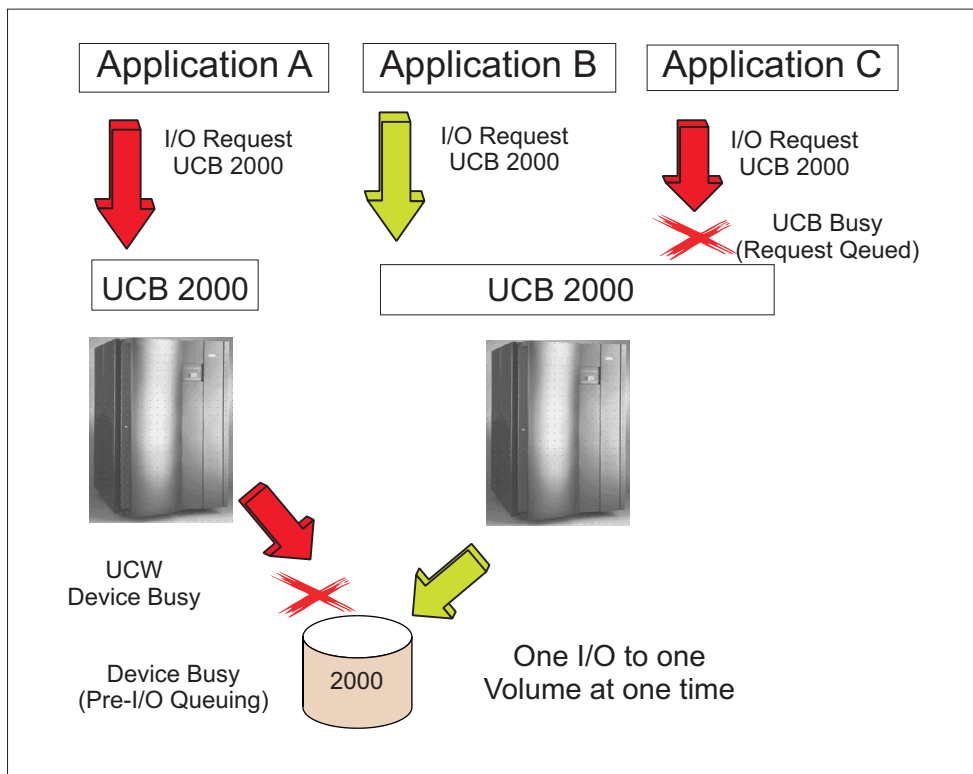 Application A
Application B
Application C
I/O Request
UCB 2000
I/O Request
UCB 2000
I/O Request
UCB 2000
UCB Busy
(Request Qeued)
UCB 2000
UCB 2000
UCW
Device Busy
Device Busy
(Pre-I/O Queuing)
2000
One I/O to one
Volume at one time